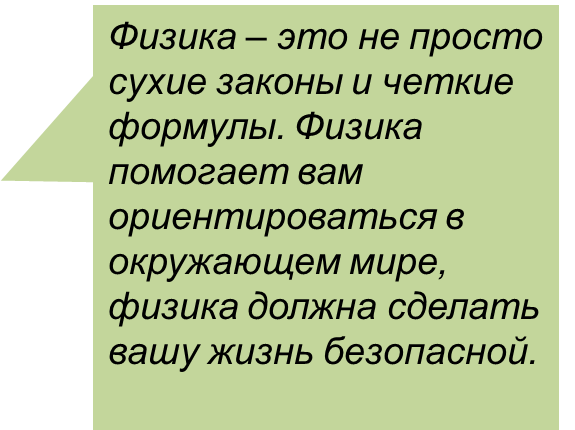 Физика – это не просто
сухие законы и четкие
формулы. Физика
помогает вам
ориентироваться в
окружающем мире,
физика должна сделать
вашу жизнь безопасной.